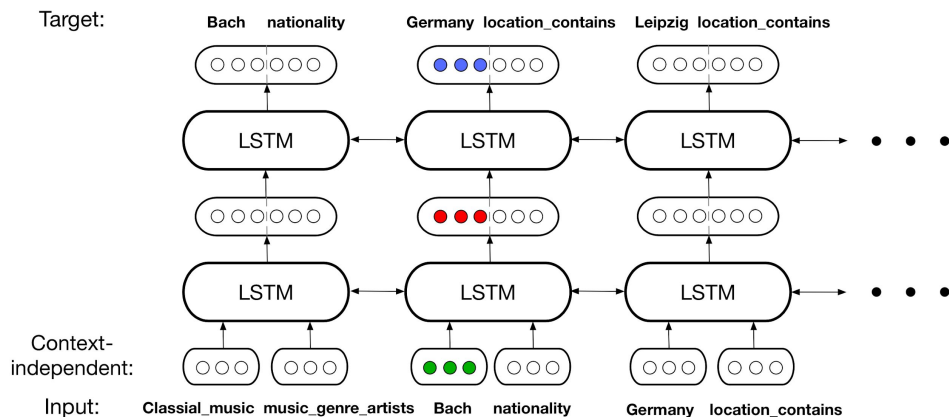 Target: Bach nationality Germany location_contains Leipzig location_contains
LSTM LSTM LSTM
LSTM LSTM LSTM
Context-
independent:
Input: Classial_music music_genre_artists Bach nationality Germany location_contains